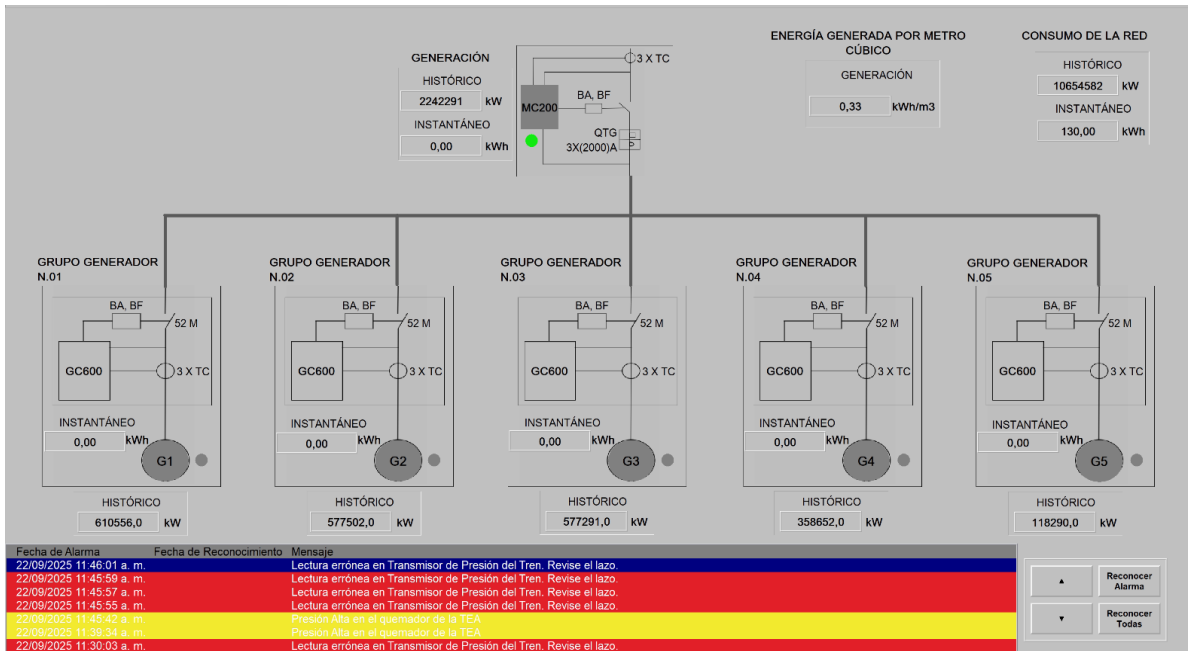 GENERACIÓN
HISTÓRICO
2242291 kW
INSTANTÁNEO
0,00 kWh
3 X TC
MC200
BA, BF
QTG
3X(2000)A
ENERGÍA GENERADA POR METRO
CÚBICO
GENERACIÓN
0,33 kWh/m3
CONSUMO DE LA RED
HISTÓRICO
10654582 kW
INSTANTÁNEO
130,00 kWh
GRUPO GENERADOR
N.01
BA, BF
52 M
GC600
3 X TC
INSTANTÁNEO
0,00 kWh
G1
HISTÓRICO
610556,0 kW
GRUPO GENERADOR
N.02
BA, BF
52 M
GC600
3 X TC
INSTANTÁNEO
0,00 kWh
G2
HISTÓRICO
577502,0 kW
GRUPO GENERADOR
N.03
BA, BF
52 M
GC600
3 X TC
INSTANTÁNEO
0,00 kWh
G3
HISTÓRICO
577291,0 kW
GRUPO GENERADOR
N.04
BA, BF
52 M
GC600
3 X TC
INSTANTÁNEO
0,00 kWh
G4
HISTÓRICO
358652,0 kW
GRUPO GENERADOR
N.05
BA, BF
52 M
GC600
3 X TC
INSTANTÁNEO
0,00 kWh
G5
HISTÓRICO
118290,0 kW
Fecha de Alarma Fecha de Reconocimiento Mensaje
22/09/2025 11:46:01 a. m. Lectura errónea en Transmisor de Presión del Tren. Revise el lazo.
22/09/2025 11:45:59 a. m. Lectura errónea en Transmisor de Presión del Tren. Revise el lazo.
22/09/2025 11:45:57 a. m. Lectura errónea en Transmisor de Presión del Tren. Revise el lazo.
22/09/2025 11:45:55 a. m. Lectura errónea en Transmisor de Presión del Tren. Revise el lazo.
22/09/2025 11:45:42 a. m. Presión Alta en el quemador de la TEA
22/09/2025 11:39:34 a. m. Presión Alta en el quemador de la TEA
22/09/2025 11:30:03 a. m. Lectura errónea en Transmisor de Presión del Tren. Revise el lazo.
Reconocer
Alarma
Reconocer
Todas